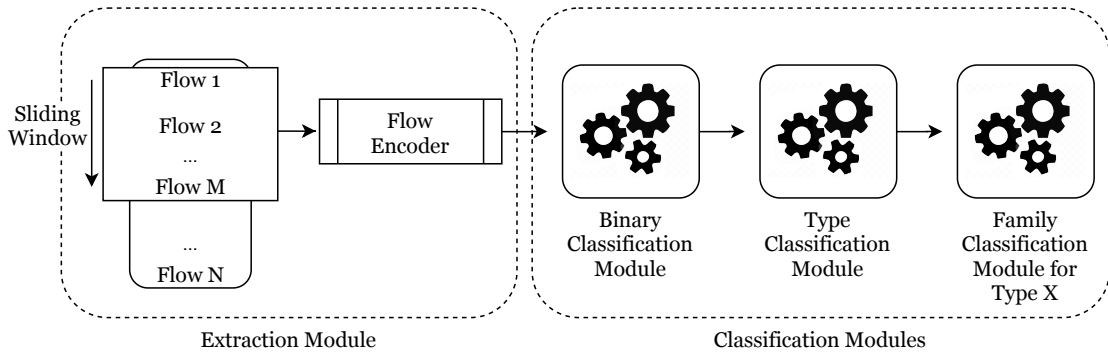 Sliding
Window
Flow 1
Flow 2
...
Flow M
...
Flow N
Flow
Encoder
Extraction Module
Binary
Classification
Module
Type
Classification
Module
Family
Classification
Module for
Type X
Classification Modules